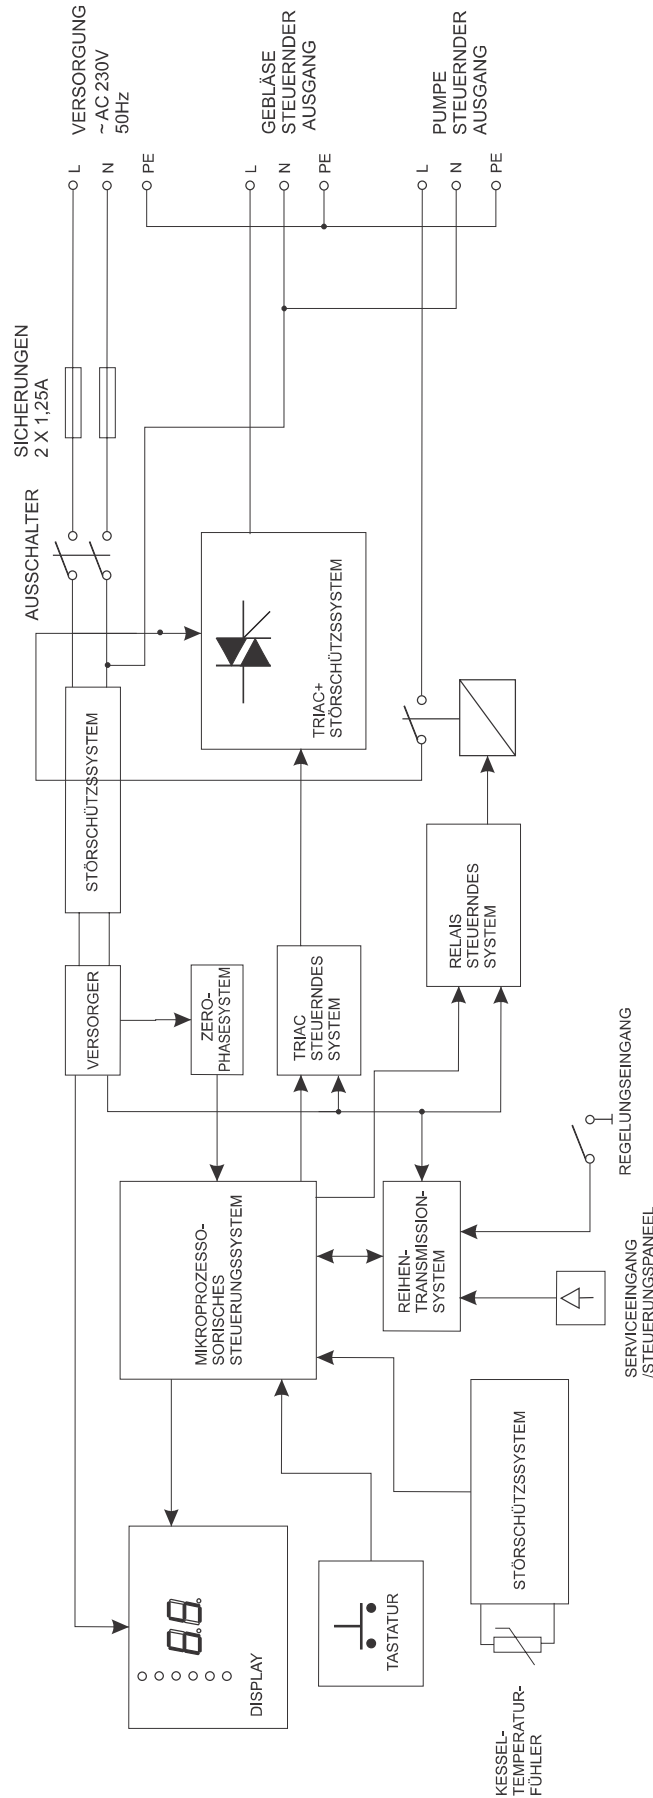 VERSORGUNG
~ AC 230V
50Hz
L
N
PE
GEBLÄSE
STEUERNDER
AUSGANG
L
N
PE
PUMPE
STEUERNDER
AUSGANG
L
N
PE
SICHERUNGEN
2 X 1,25A
AUSSCHALTER
STÖRSCHÜTZSSYSTEM
TRIAC+
STÖRSCHÜTZSSYSTEM
VERSORGER
ZERO-
PHASESYSTEM
TRIAC
STEUERNDES
SYSTEM
RELAIS
STEUERNDES
SYSTEM
MIKROPROZESSO-
SORISCHES
STEUERUNGSSYSTEM
REIHEN-
TRANSMISSION-
SYSTEM
REGELUNGSEINGANG
SERVICEEINGANG
/STEUERUNGSPANEEL
8.8.
DISPLAY
TASTATUR
STÖRSCHÜTZSSYSTEM
KESSEL-
TEMPERATUR-
FÜHLER